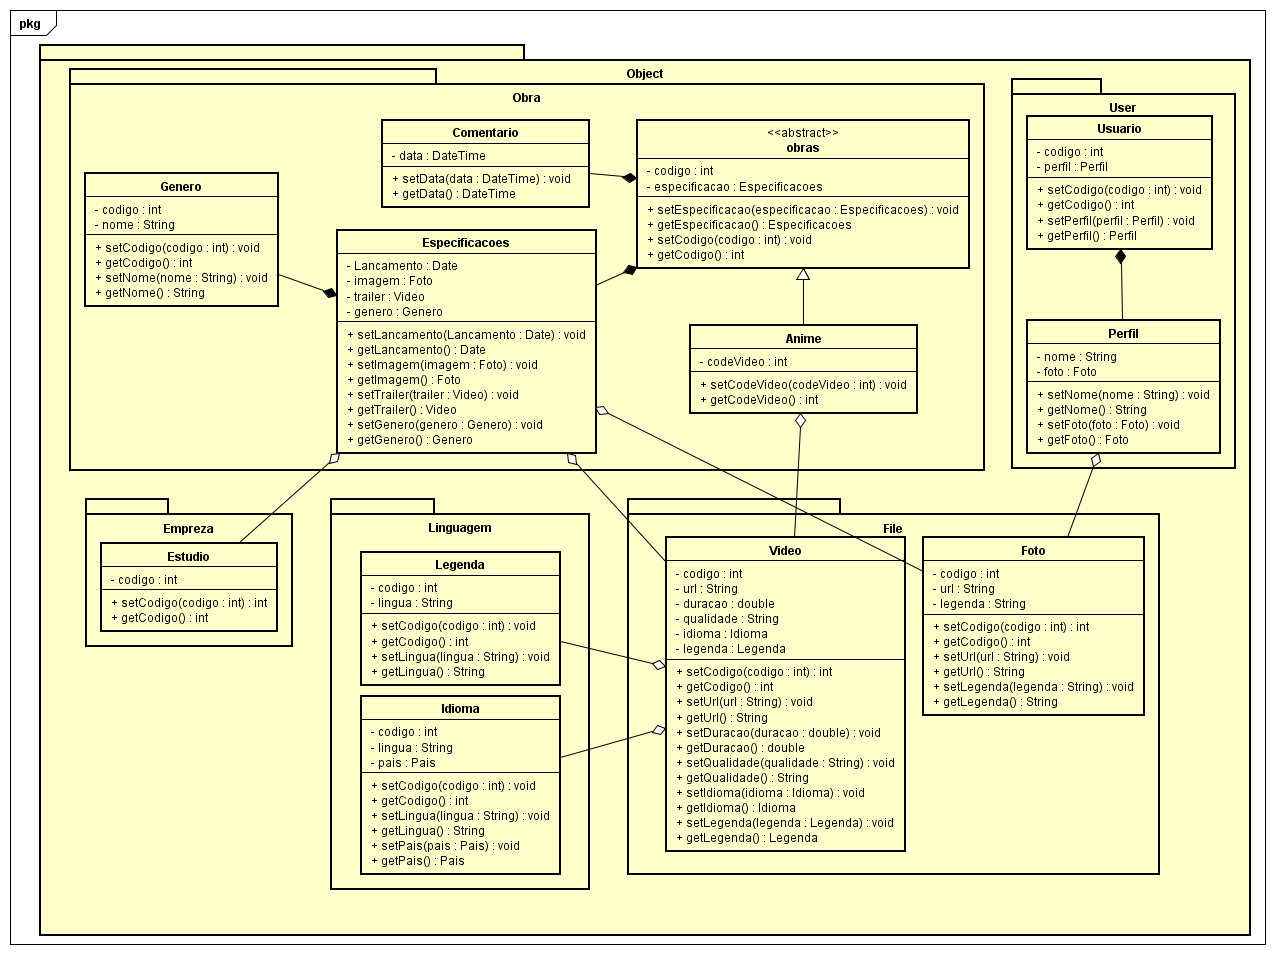 pkg
Object
Obra
Comentario
- data : DateTime
+ setData(data : DateTime) : void
+ getData() : DateTime
<<abstract>>
obras
- codigo : int
- especificacao : Especificacoes
+ setEspecificacao(especificacao : Especificacoes) : void
+ getEspecificacao() : Especificacoes
+ setCodigo(codigo : int) : void
+ getCodigo() : int
Genero
- codigo : int
- nome : String
+ setCodigo(codigo : int) : void
+ getCodigo() : int
+ setNome(nome : String) : void
+ getNome() : String
Especificacoes
- Lancamento : Date
- imagem : Foto
- trailer : Video
- genero : Genero
+ setLancamento(Lancamento : Date) : void
+ getLancamento() : Date
+ setImagem(imagem : Foto) : void
+ getImagem() : Foto
+ setTrailer(trailer : Video) : void
+ getTrailer() : Video
+ setGenero(genero : Genero) : void
+ getGenero() : Genero
Anime
- codeVideo : int
+ setCodeVideo(codeVideo : int) : void
+ getCodeVideo() : int
User
Usuario
- codigo : int
- perfil : Perfil
+ setCodigo(codigo : int) : void
+ getCodigo() : int
+ setPerfil(perfil : Perfil) : void
+ getPerfil() : Perfil
Perfil
- nome : String
- foto : Foto
+ setNome(nome : String) : void
+ getNome() : String
+ setFoto(foto : Foto) : void
+ getFoto() : Foto
Empreza
Estudio
- codigo : int
+ setCodigo(codigo : int) : int
+ getCodigo() : int
Linguagem
Legenda
- codigo : int
- lingua : String
+ setCodigo(codigo : int) : void
+ getCodigo() : int
+ setLingua(lingua : String) : void
+ getLingua() : String
Idioma
- codigo : int
- lingua : String
- pais : Pais
+ setCodigo(codigo : int) : void
+ getCodigo() : int
+ setLingua(lingua : String) : void
+ getLingua() : String
+ setPais(pais : Pais) : void
+ getPais() : Pais
File
Video
- codigo : int
- url : String
- duracao : double
- qualidade : String
- idioma : Idioma
- legenda : Legenda
+ setCodigo(codigo : int) : int
+ getCodigo() : int
+ setUrl(url : String) : void
+ getUrl() : String
+ setDuracao(duracao : double) : void
+ getDuracao() : double
+ setQualidade(qualidade : String) : void
+ getQualidade() : String
+ setIdioma(idioma : Idioma) : void
+ getIdioma() : Idioma
+ setLegenda(legenda : Legenda) : void
+ getLegenda() : Legenda
Foto
- codigo : int
- url : String
- legenda : String
+ setCodigo(codigo : int) : int
+ getCodigo() : int
+ setUrl(url : String) : void
+ getUrl() : String
+ setLegenda(legenda : String) : void
+ getLegenda() : String